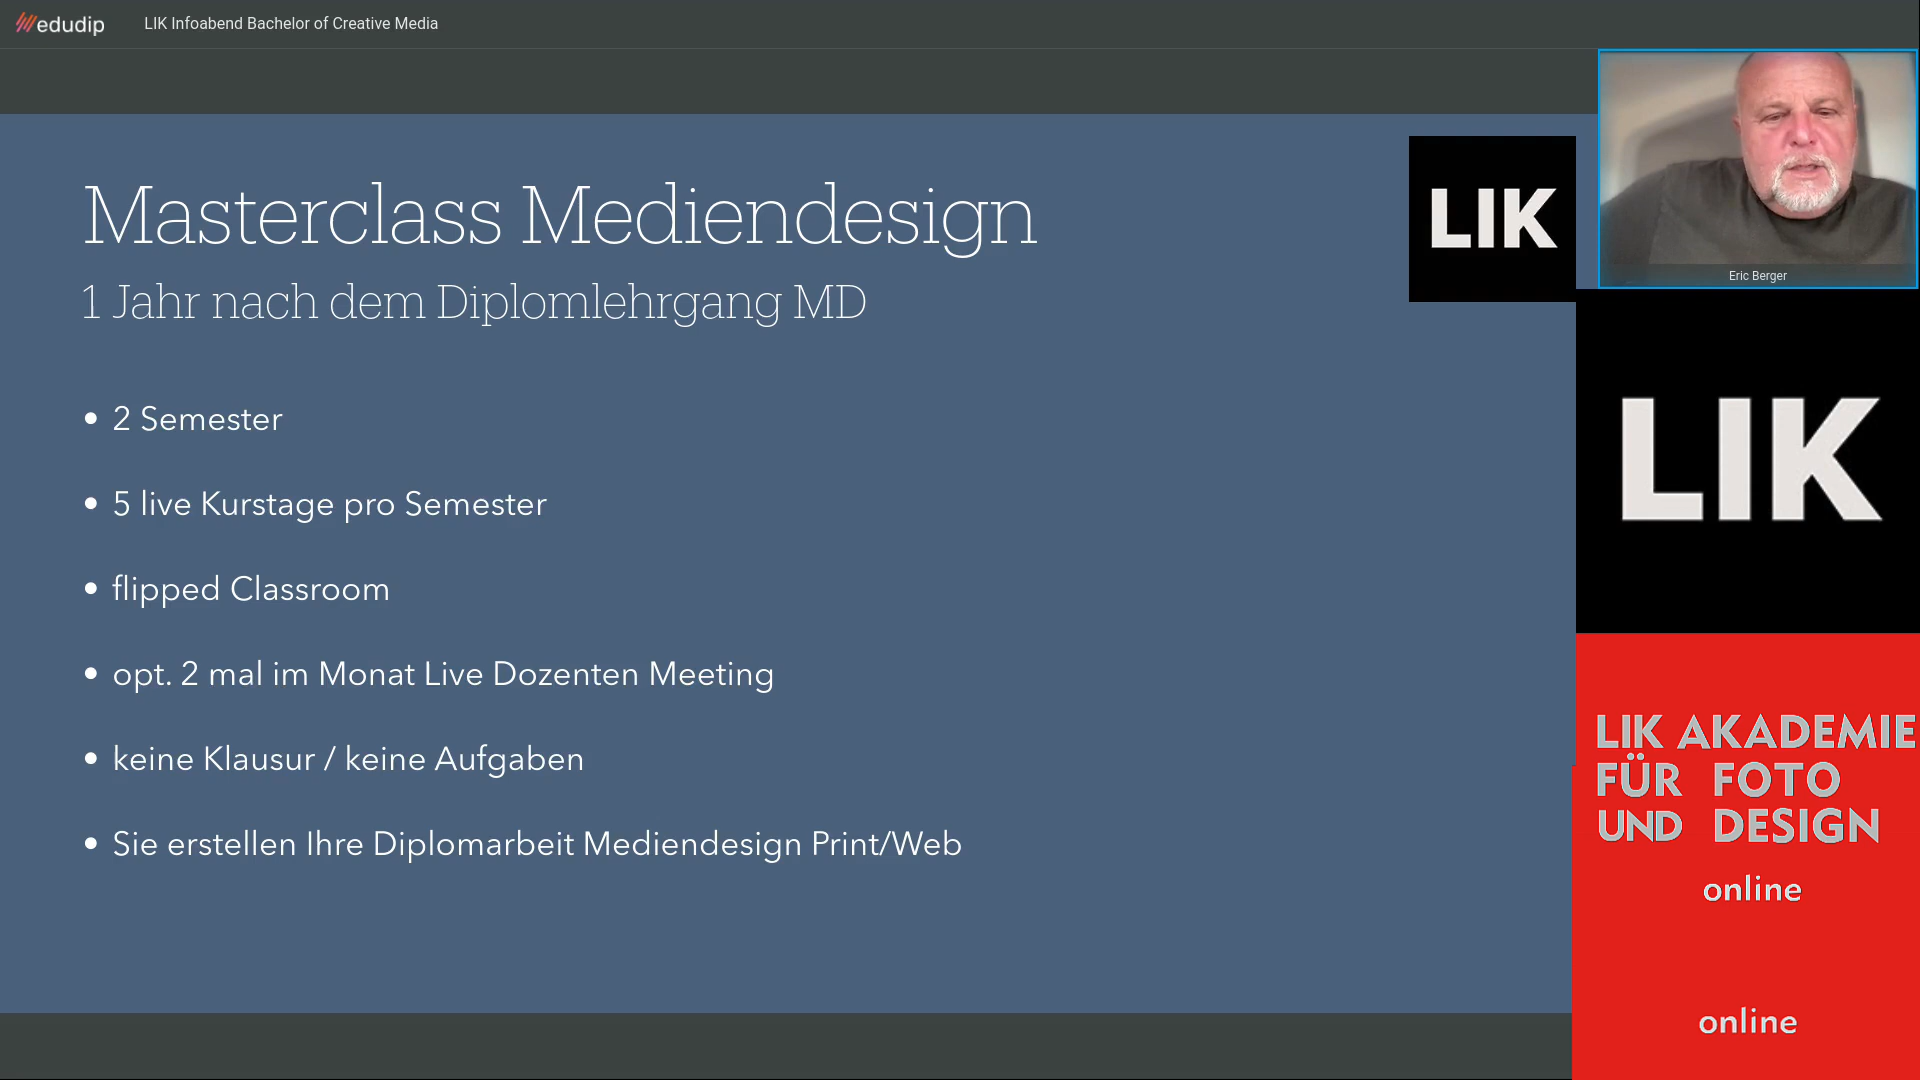 edudip
LIK Infoabend Bachelor of Creative Media
Masterclass Mediendesign
1 Jahr nach dem Diplomlehrgang MD
• 2 Semester
• 5 live Kurstage pro Semester
• flipped Classroom
• opt. 2 mal im Monat Live Dozenten Meeting
• keine Klausur / keine Aufgaben
• Sie erstellen Ihre Diplomarbeit Mediendesign Print/Web
LIK
Eric Berger
LIK
LIK AKADEMIE
FÜR FOTO
UND DESIGN
online
online